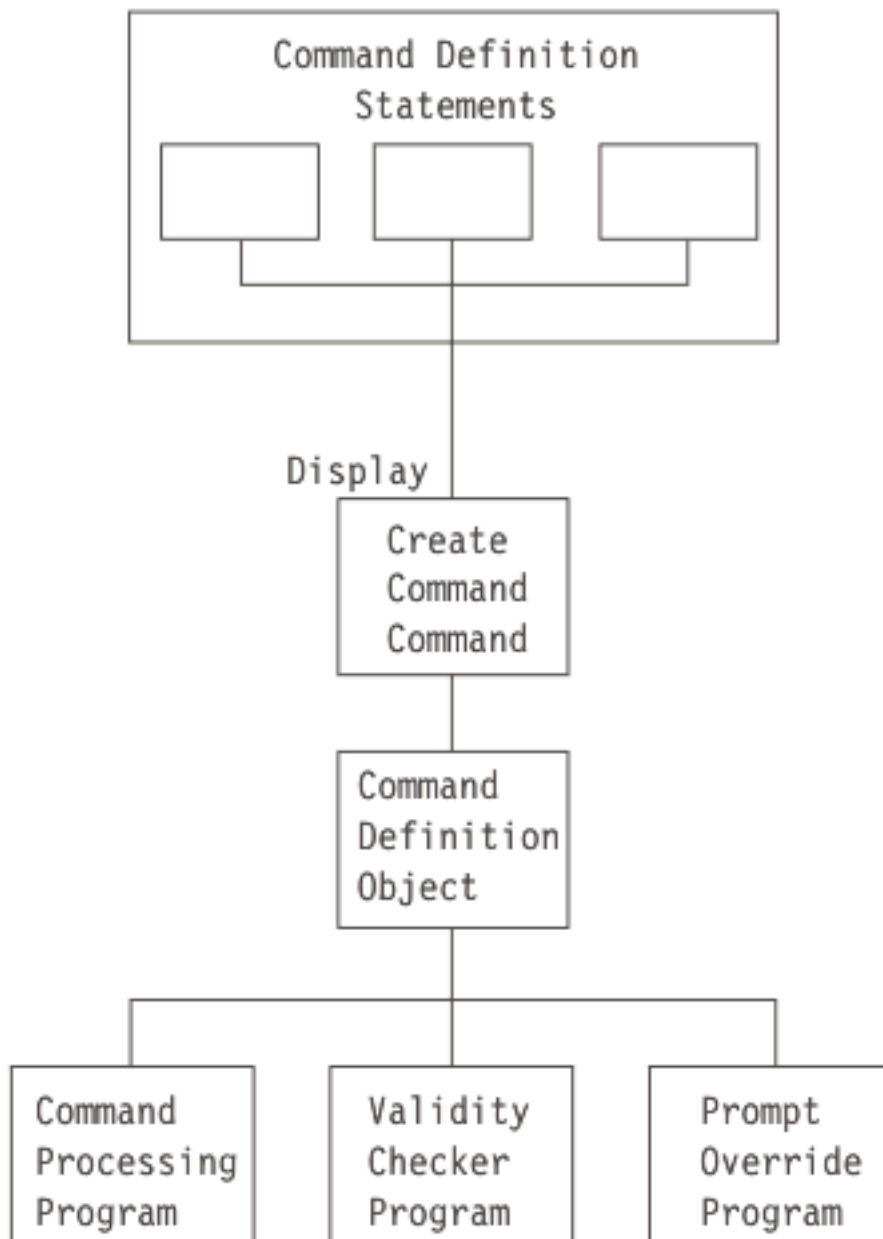 Command Definition
Statements
Display
Create
Command
Command
Command
Definition
Object
Command
Processing
Program
Validity
Checker
Program
Prompt
Override
Program